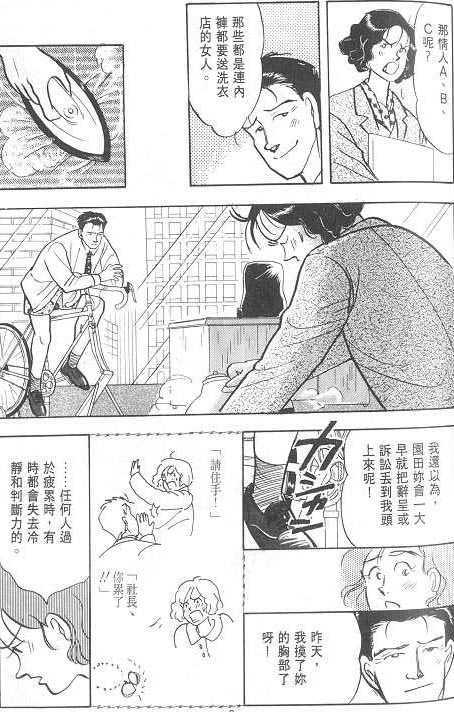 那情人A、B、
C呢？
那些都是連內
褲都要送洗衣
店的女人。
我還以為，
園田妳會一大
早就把辭呈或
訴訟丟到我頭
上來呢！
ガカッ
昨天，
我摸了妳
的胸部了
呀！
「請住手！」
「社長、
你累了
!!」
……任何人過
於疲累時，有
時都會失去冷
靜和判斷力的。